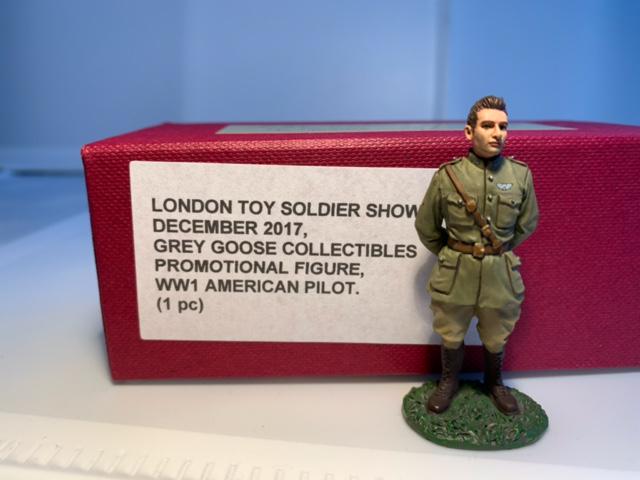 LONDON TOY SOLDIER SHOW
DECEMBER 2017,
GREY GOOSE COLLECTIBLES
PROMOTIONAL FIGURE,
WW1 AMERICAN PILOT.
(1 pc)